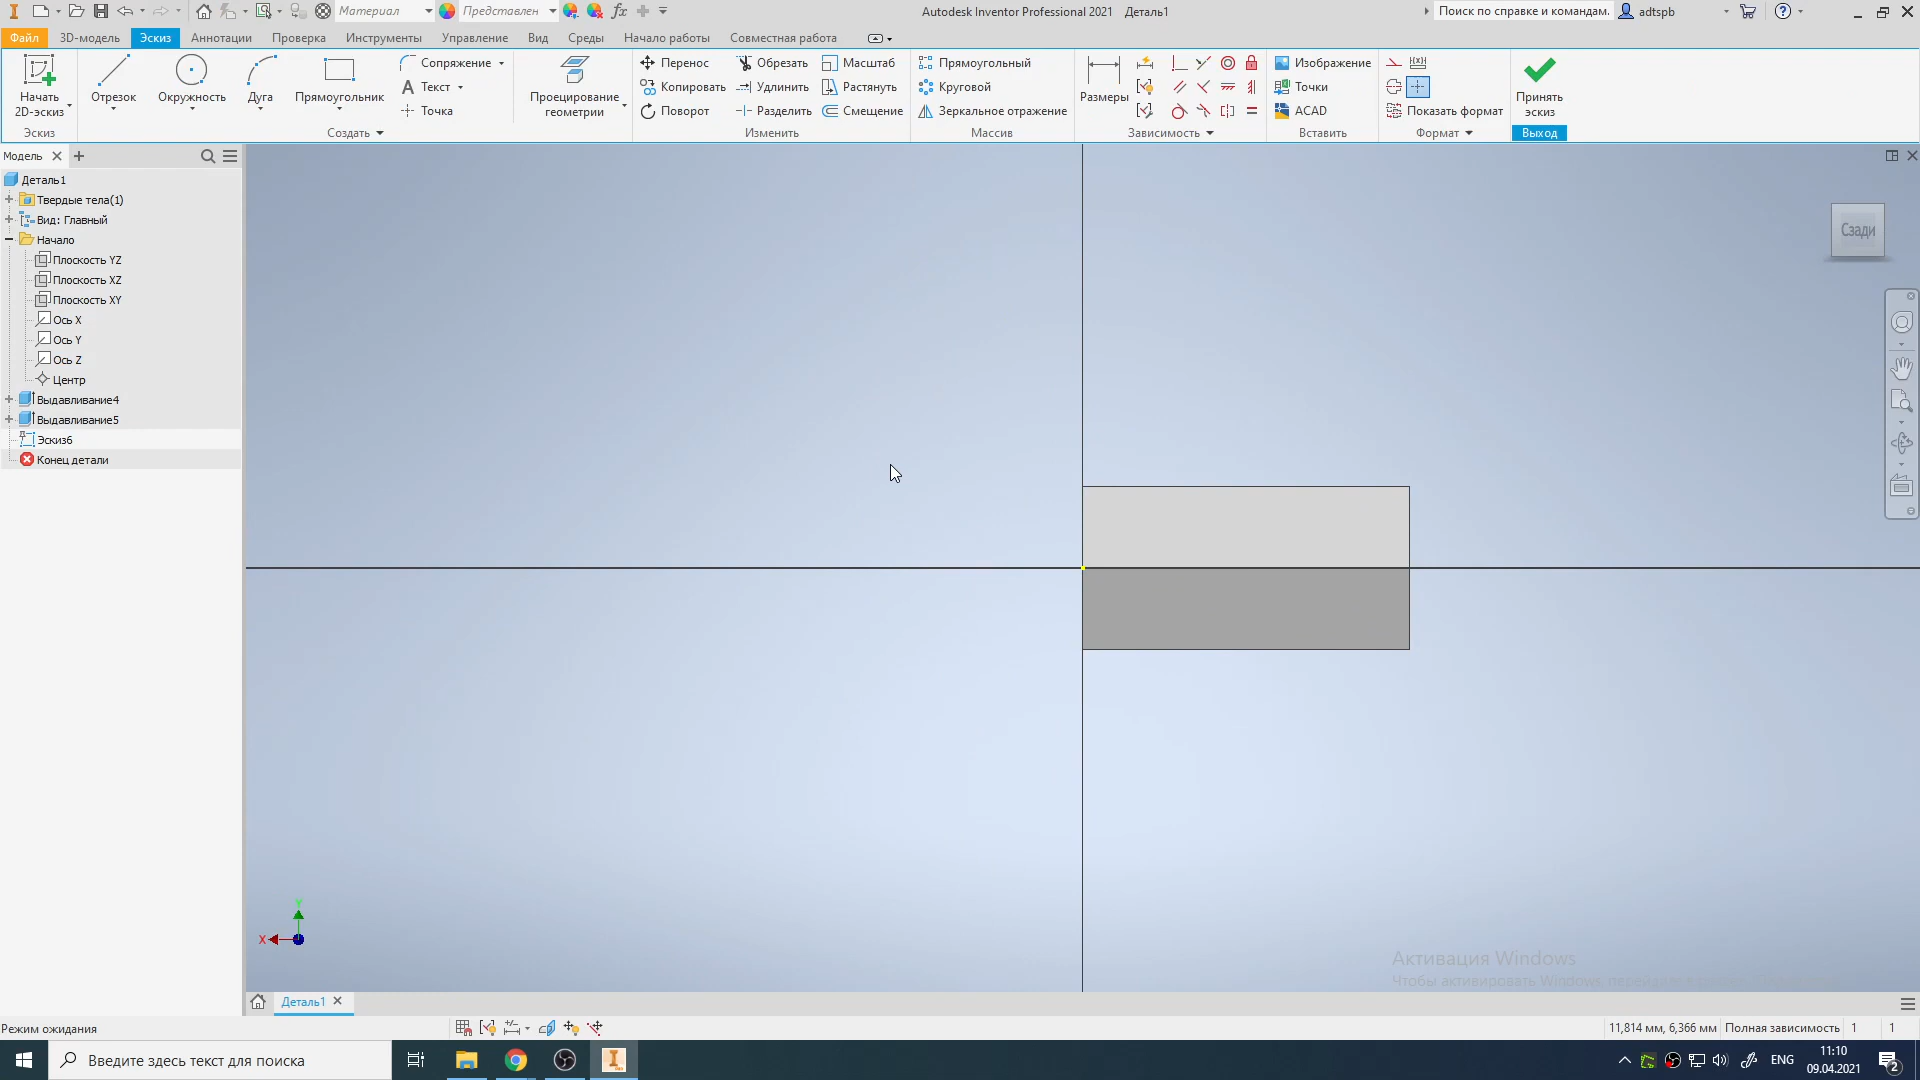 Материал
Представлен
Autodesk Inventor Professional 2021 Деталь1
Поиск по справке и командам.
adtspb
Файл 3D-модель Эскиз Аннотации Проверка Инструменты Управление Вид Среды Начало работы Совместная работа
Начать
2D-эскиз
Эскиз
Отрезок
Окружность
Дуга
Прямоугольник
Сопряжение
Текст
Точка
Создать
Проецирование
геометрии
Перенос
Копировать
Поворот
Обрезать
Удлинить
Разделить
Масштаб
Растянуть
Смещение
Изменить
Прямоугольный
Круговой
Зеркальное отражение
Массив
Размеры
Зависимость
Изображение
Точки
ACAD
Вставить
Показать формат
Формат
Принять
эскиз
Выход
Модель
Деталь1
Твердые тела(1)
Вид: Главный
Начало
Плоскость YZ
Плоскость XZ
Плоскость XY
Ось X
Ось Y
Ось Z
Центр
Выдавливание4
Выдавливание5
Эскиз6
Конец детали
Сзади
Y
X
Активация Windows
Чтобы активировать Windows, перейдите в
Деталь1
Режим ожидания
11,814 мм, 6,366 мм Полная зависимость 1 1
Введите здесь текст для поиска
ENG
11:10
09.04.2021
2